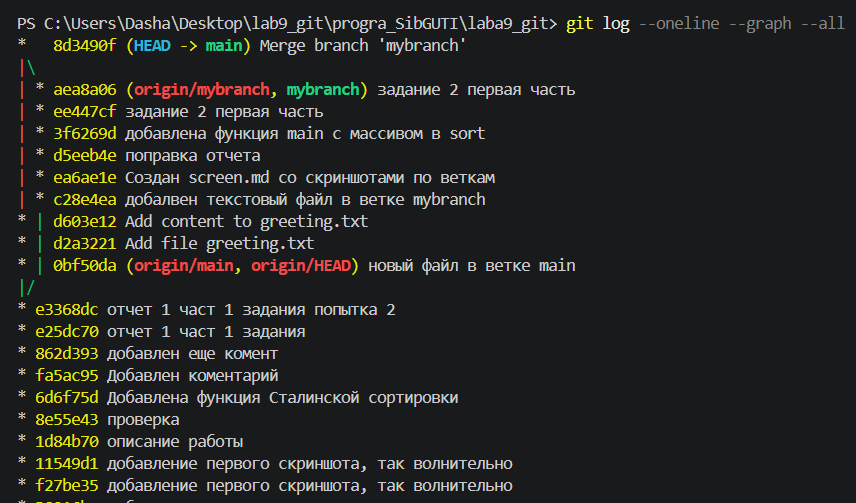 PS C:\Users\Dasha\Desktop\lab9_git\progra_SibGUTI\laba9_git> git log --oneline --graph --all
*   8d3490f (HEAD -> main) Merge branch 'mybranch'
|\
| * aea8a06 (origin/mybranch, mybranch) задание 2 первая часть
| * ee447cf задание 2 первая часть
| * 3f6269d добавлена функция main с массивом в sort
| * d5eeb4e поправка отчета
| * ea6ae1e Создан screen.md со скриншотами по веткам
| * c28e4ea добалвен текстовый файл в ветке mybranch
* | d603e12 Add content to greeting.txt
* | d2a3221 Add file greeting.txt
* | 0bf50da (origin/main, origin/HEAD) новый файл в ветке main
|/
* e3368dc отчет 1 част 1 задания попытка 2
* e25dc70 отчет 1 част 1 задания
* 862d393 добавлен еще комент
* fa5ac95 Добавлен коментарий
* 6d6f75d Добавлена функция Сталинской сортировки
* 8e55e43 проверка
* 1d84b70 описание работы
* 11549d1 добавление первого скриншота, так волнительно
* f27be35 добавление первого скриншота, так волнительно